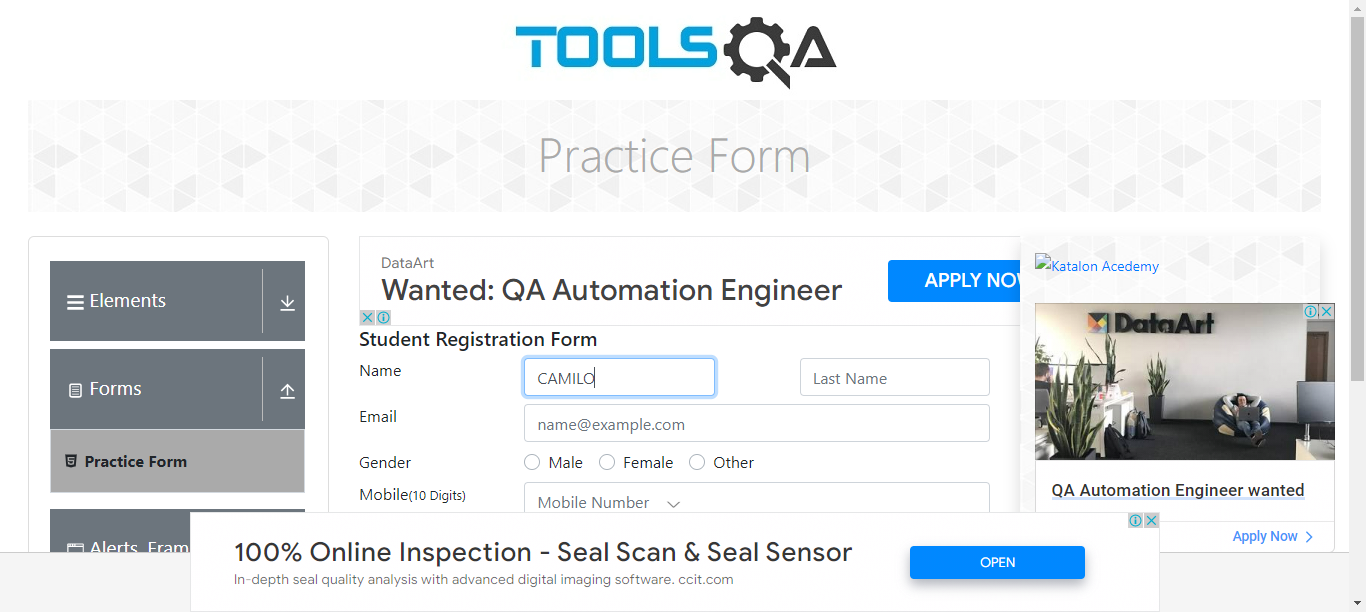 TOOLSQA
Practice Form
Elements
Forms
Practice Form
Alerts, Fram
DataArt
Wanted: QA Automation Engineer
APPLY NOW
Student Registration Form
Name
CAMILO
Last Name
Email
name@example.com
Gender
Male
Female
Other
Mobile(10 Digits)
Mobile Number
Katalon Acedemy
DataArt
QA Automation Engineer wanted
Apply Now
100% Online Inspection - Seal Scan & Seal Sensor
In-depth seal quality analysis with advanced digital imaging software. ccit.com
OPEN